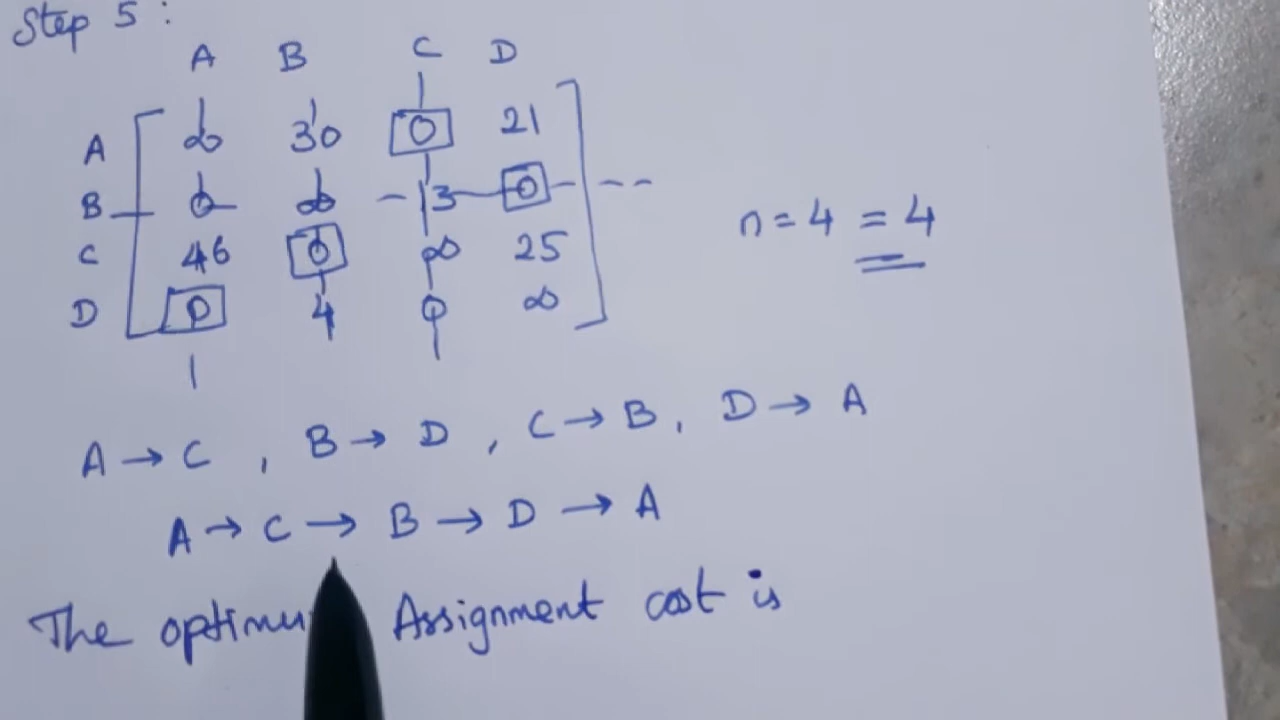 Step 5 :
A B C D
A ∞ 30 0 21
B 0 ∞ 13 0
C 46 0 ∞ 25
D 0 4 0 ∞
n = 4 = 4
A → C , B → D , C → B , D → A
A → C → B → D → A
The Assignment cost is